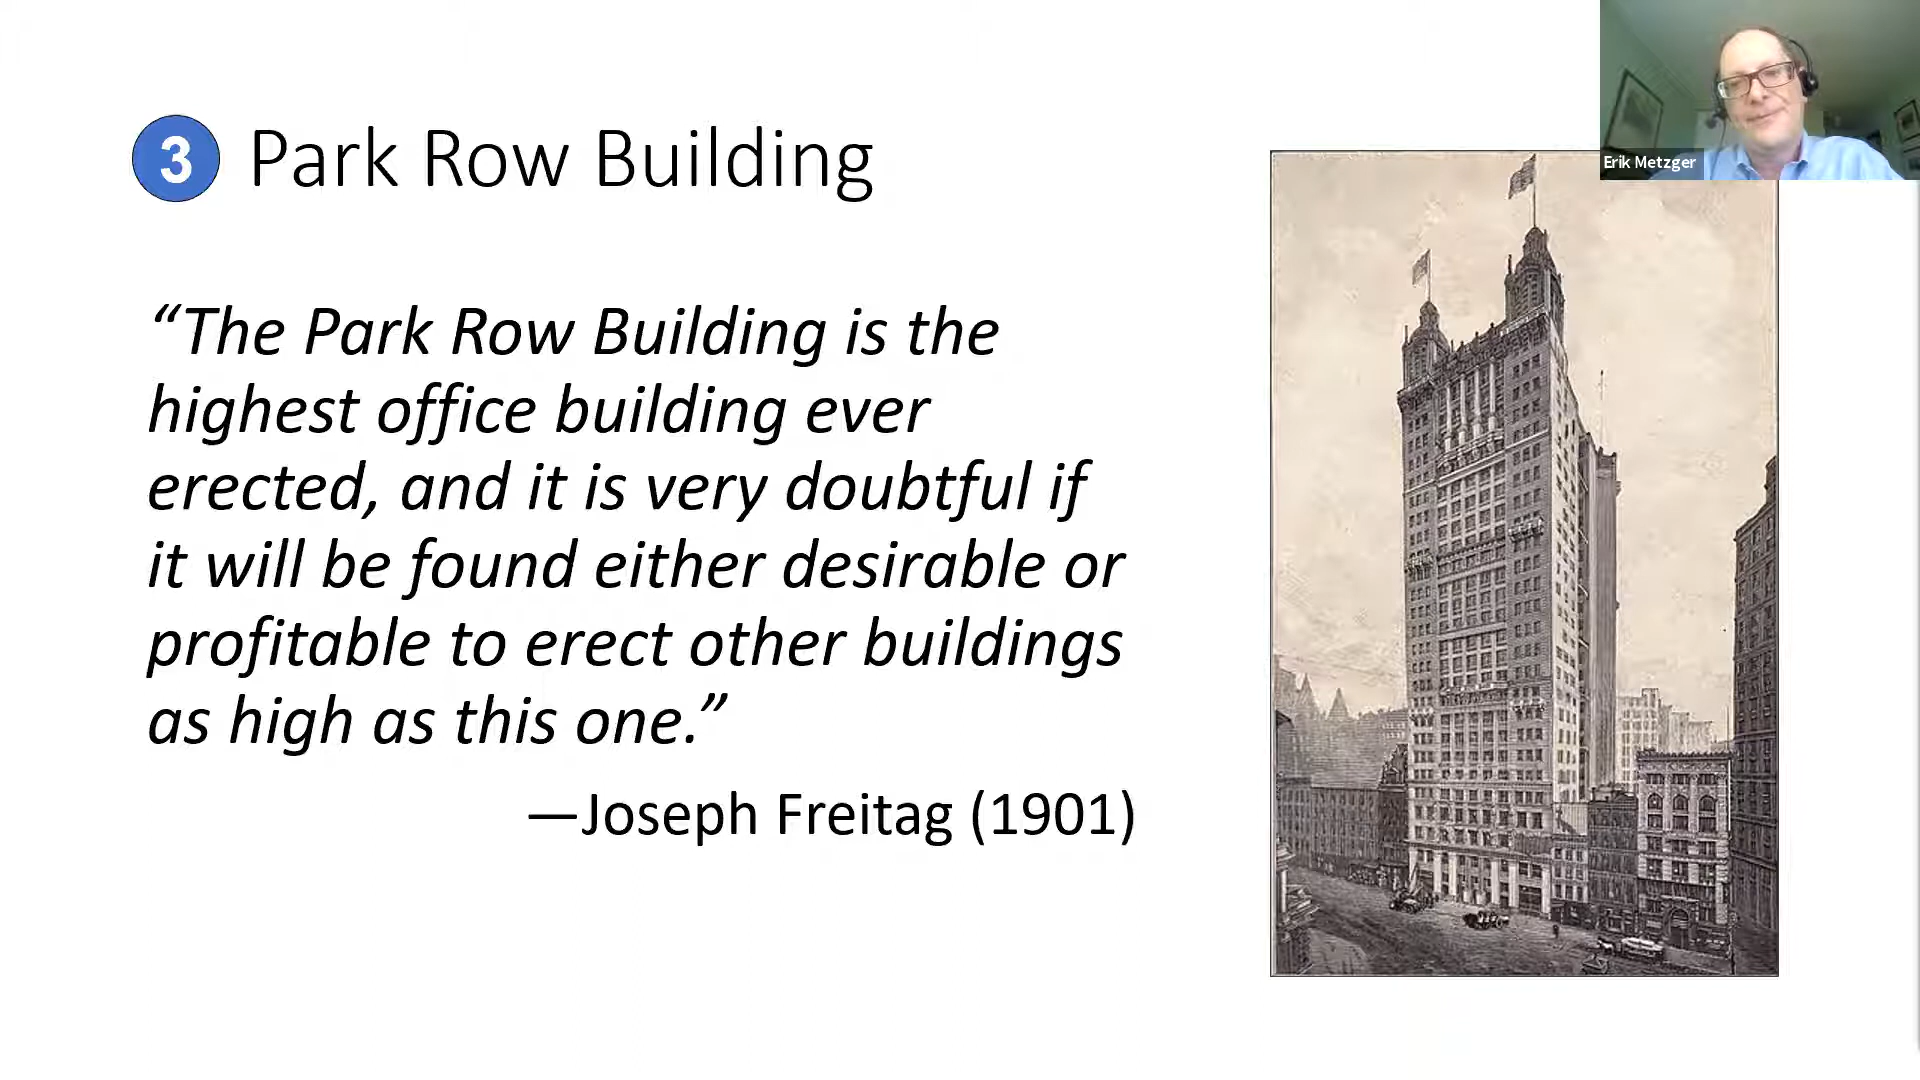 3 Park Row Building
Erik Metzger
“The Park Row Building is the
highest office building ever
erected, and it is very doubtful if
it will be found either desirable or
profitable to erect other buildings
as high as this one.”
—Joseph Freitag (1901)